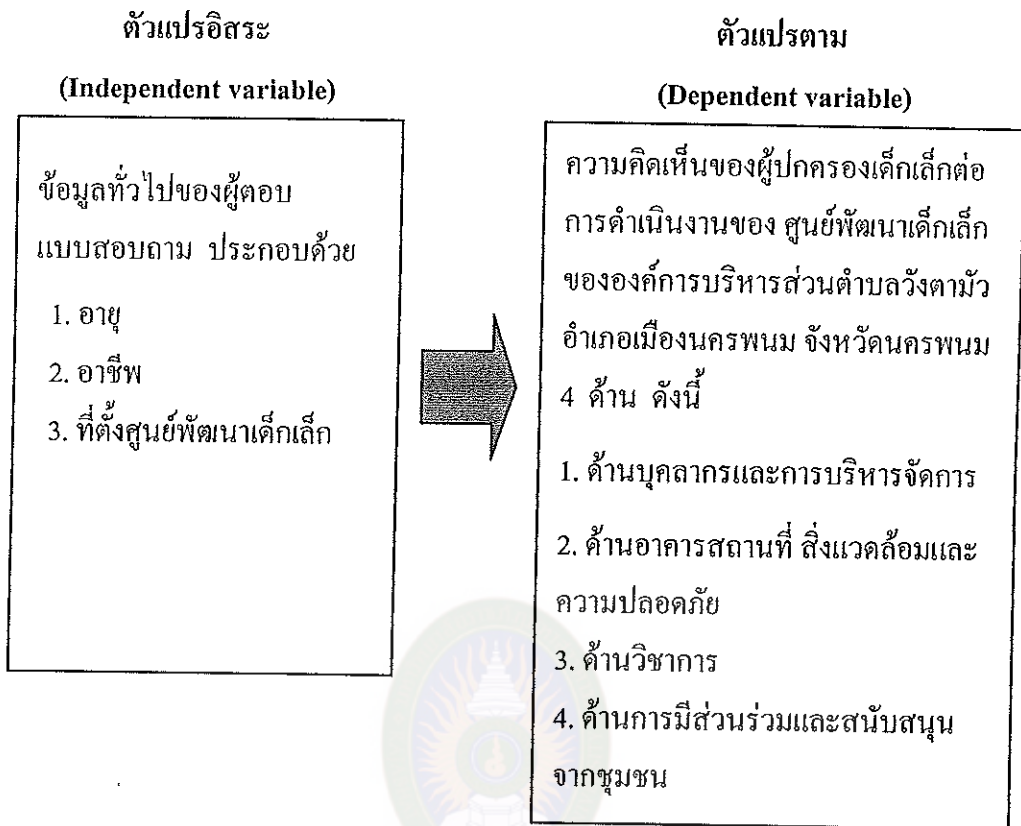 ตัวแปรอิสระ
(Independent variable)
ข้อมูลทั่วไปของผู้ตอบ
แบบสอบถาม ประกอบด้วย
1. อายุ
2. อาชีพ
3. ที่ตั้งศูนย์พัฒนาเด็กเล็ก
ตัวแปรตาม
(Dependent variable)
ความคิดเห็นของผู้ปกครองเด็กเล็กต่อ
การดำเนินงานของ ศูนย์พัฒนาเด็กเล็ก
ขององค์การบริหารส่วนตำบลวังตามัว
อำเภอเมืองนครพนม จังหวัดนครพนม
4 ด้าน ดังนี้
1. ด้านบุคลากรและการบริหารจัดการ
2. ด้านอาคารสถานที่ สิ่งแวดล้อมและ
ความปลอดภัย
3. ด้านวิชาการ
4. ด้านการมีส่วนร่วมและสนับสนุน
จากชุมชน